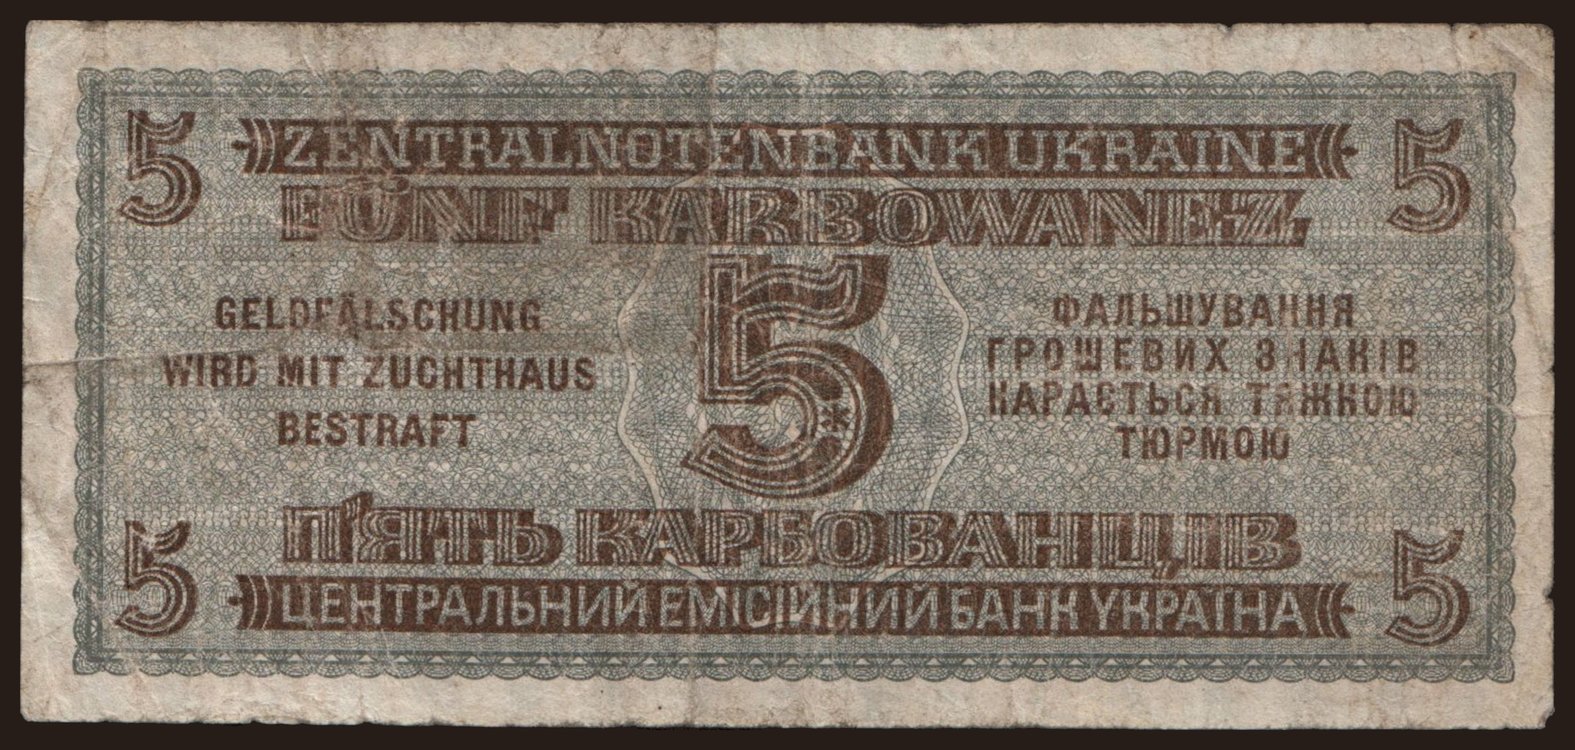 5 ZENTRALNOTENBANK UKRAINE 5
FÜNF KARBOWANEZ
5
GELDFÄLSCHUNG
WIRD MIT ZUCHTHAUS
BESTRAFT
ФАЛЬШУВАННЯ
ГРОШЕВИХ ЗНАКІВ
КАРАЄТЬСЯ ТЯЖКОЮ
ТЮРМОЮ
П'ЯТЬ КАРБОВАНЦІВ
5 ЦЕНТРАЛЬНИЙ ЕМІСІЙНИЙ БАНК УКРАЇНА 5